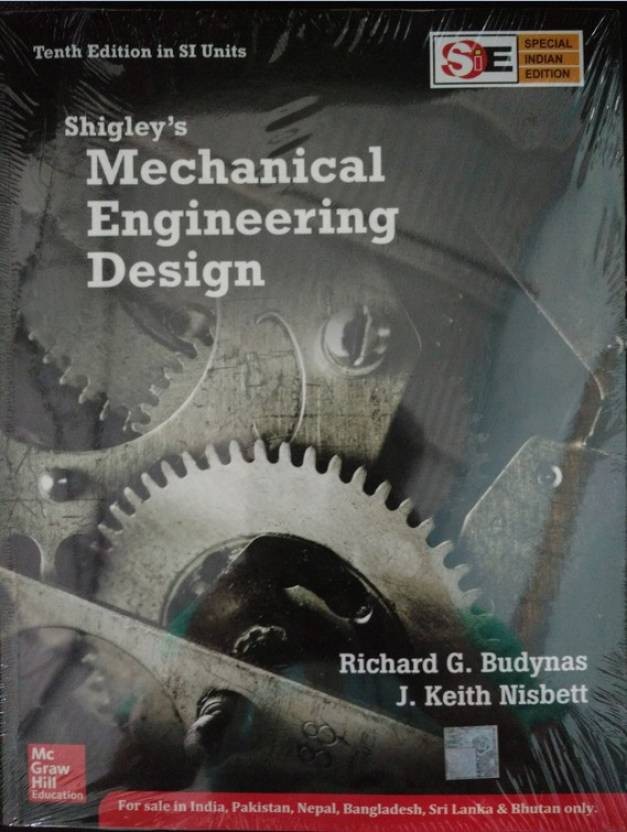 Tenth Edition in SI Units
SiE
SPECIAL
INDIAN
EDITION
Shigley's
Mechanical
Engineering
Design
38
Richard G. Budynas
J. Keith Nisbett
Mc
Graw
Hill
Education
For sale in India, Pakistan, Nepal, Bangladesh, Sri Lanka & Bhutan only.